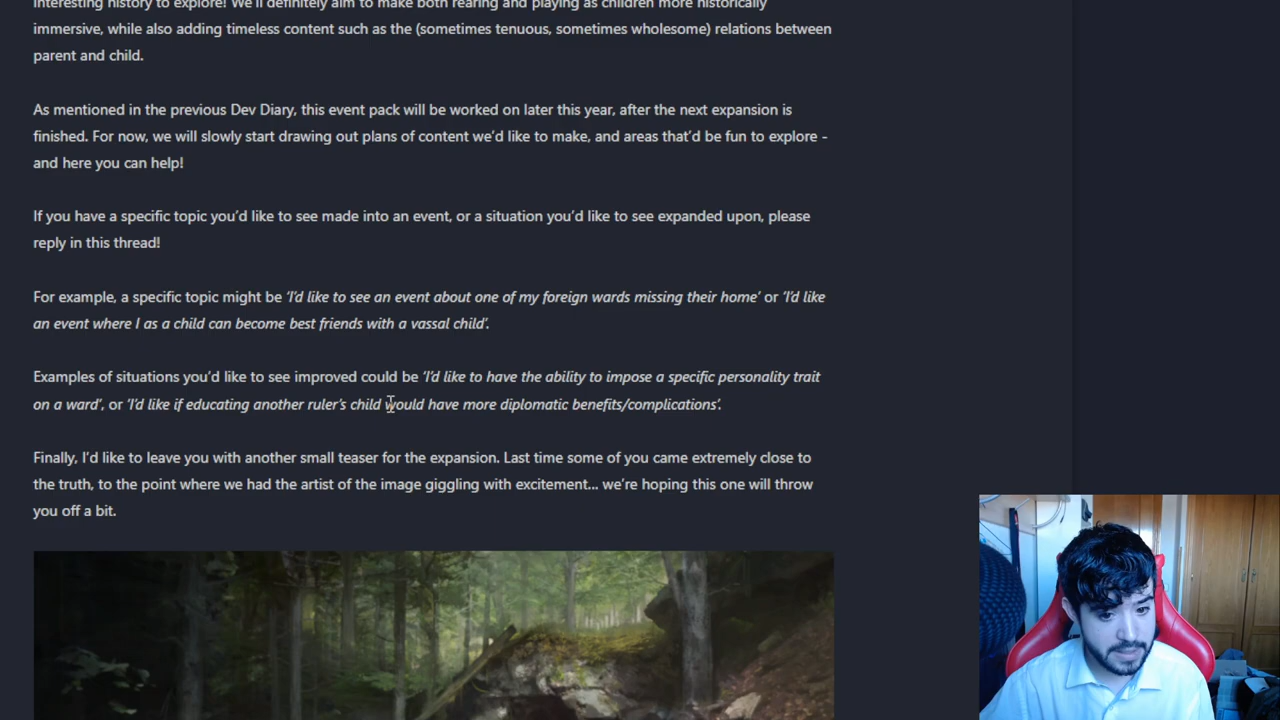 interesting history to explore! We'll definitely aim to make both rearing and playing as children more historically
immersive, while also adding timeless content such as the (sometimes tenuous, sometimes wholesome) relations between
parent and child.
As mentioned in the previous Dev Diary, this event pack will be worked on later this year, after the next expansion is
finished. For now, we will slowly start drawing out plans of content we'd like to make, and areas that'd be fun to explore -
and here you can help!
If you have a specific topic you'd like to see made into an event, or a situation you'd like to see expanded upon, please
reply in this thread!
For example, a specific topic might be 'I'd like to see an event about one of my foreign wards missing their home' or 'I'd like
an event where I as a child can become best friends with a vassal child'.
Examples of situations you'd like to see improved could be 'I'd like to have the ability to impose a specific personality trait
on a ward', or 'I'd like if educating another ruler's child would have more diplomatic benefits/complications'.
Finally, I'd like to leave you with another small teaser for the expansion. Last time some of you came extremely close to
the truth, to the point where we had the artist of the image giggling with excitement... we're hoping this one will throw
you off a bit.